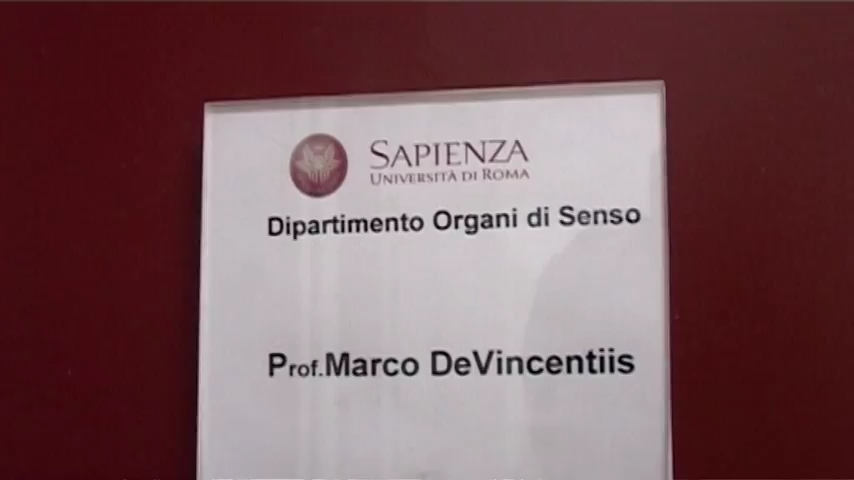 SAPIENZA
UNIVERSITÀ DI ROMA
Dipartimento Organi di Senso
Prof.Marco DeVincentiis